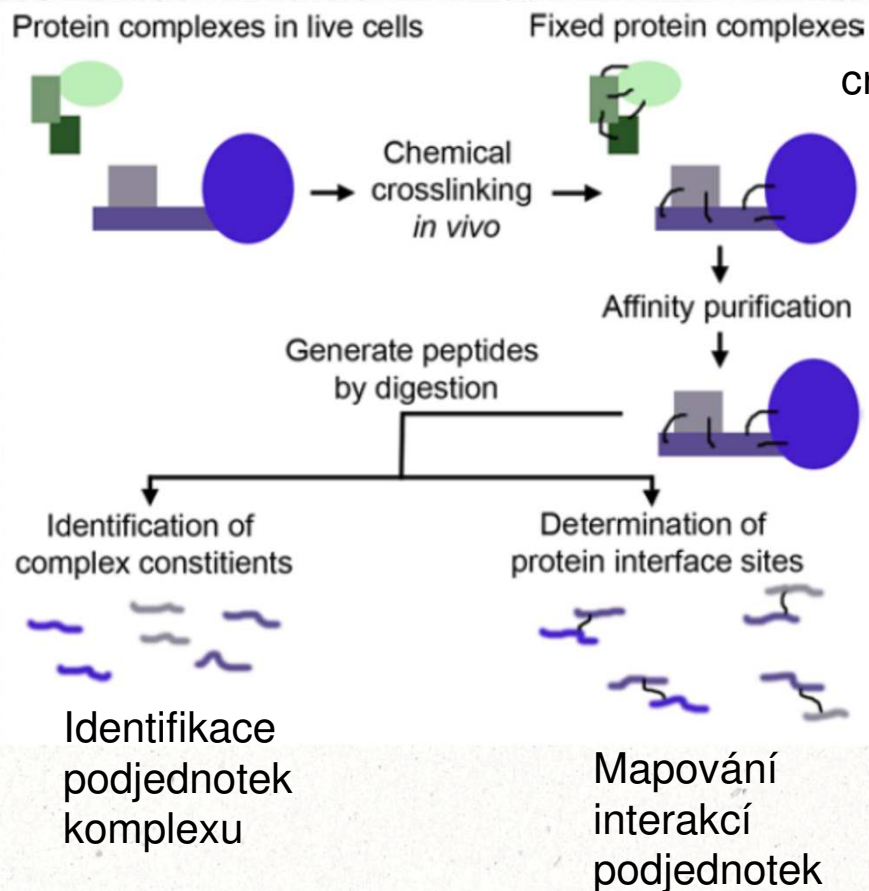 Protein complexes in live cells
Fixed protein complexes
Chemical
crosslinking
in vivo
Affinity purification
Generate peptides
by digestion
Identification of
complex constitients
Determination of
protein interface sites
Identifikace
podjednotek
komplexu
Mapování
interakcí
podjednotek